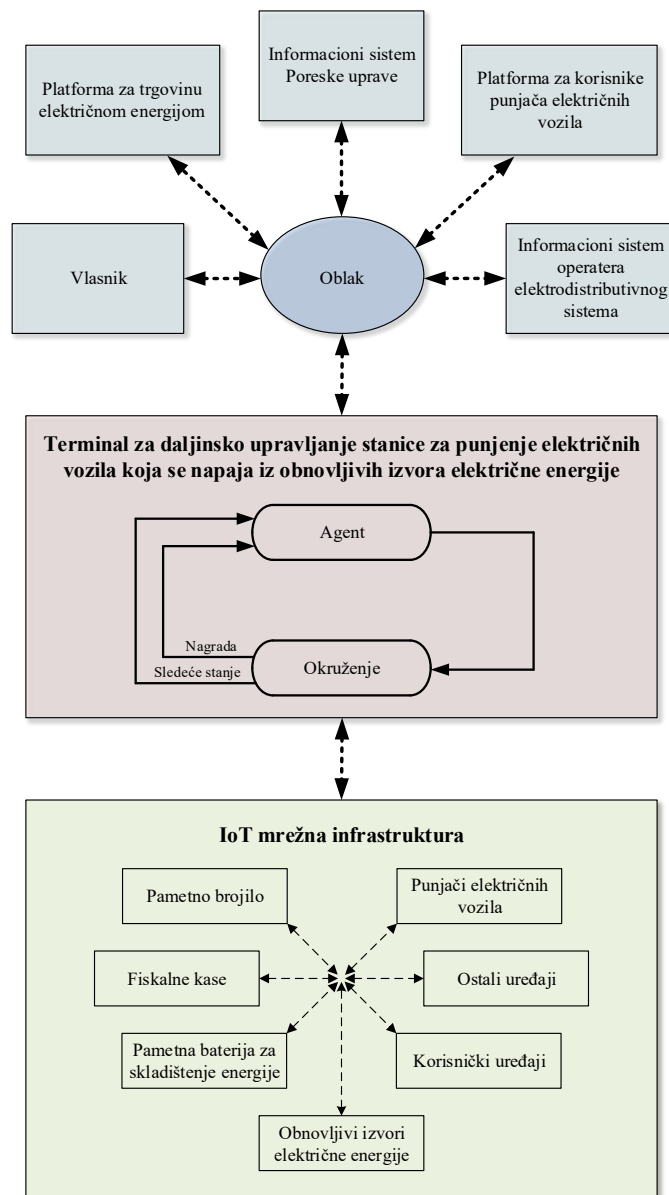 Informacioni sistem
Poreske uprave
Platforma za trgovinu
električnom energijom
Platforma za korisnike
punjača električnih
vozila
Vlasnik
Oblak
Informacioni sistem
operatera
elektrodistributivnog
sistema
Terminal za daljinsko upravljanje stanice za punjenje električnih
vozila koja se napaja iz obnovljivih izvora električne energije
Agent
Nagrada
Sledeće stanje
Okruženje
IoT mrežna infrastruktura
Pametno brojilo
Punjači električnih
vozila
Fiskalne kase
Ostali uređaji
Pametna baterija za
skladištenje energije
Korisnički uređaji
Obnovljivi izvori
električne energije